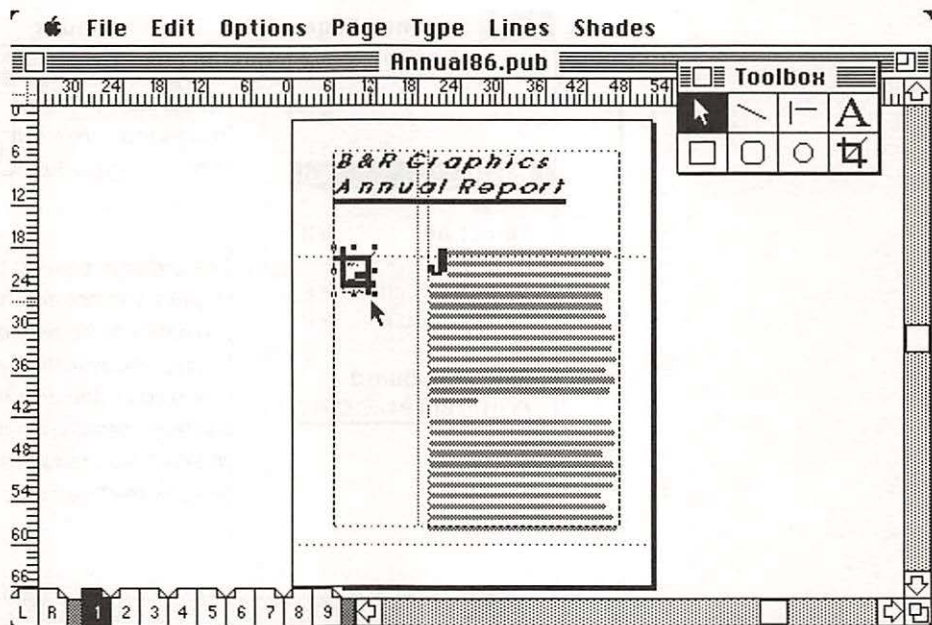 File Edit Options Page Type Lines Shades
Annual86.pub
Toolbox
30 24 18 12 6 0 6 12 18 24 30 36 42 48 54
A
0
6
12
18
24
30
36
42
48
54
60
66
B&R Graphics
Annual Report
J
L R 1 2 3 4 5 6 7 8 9